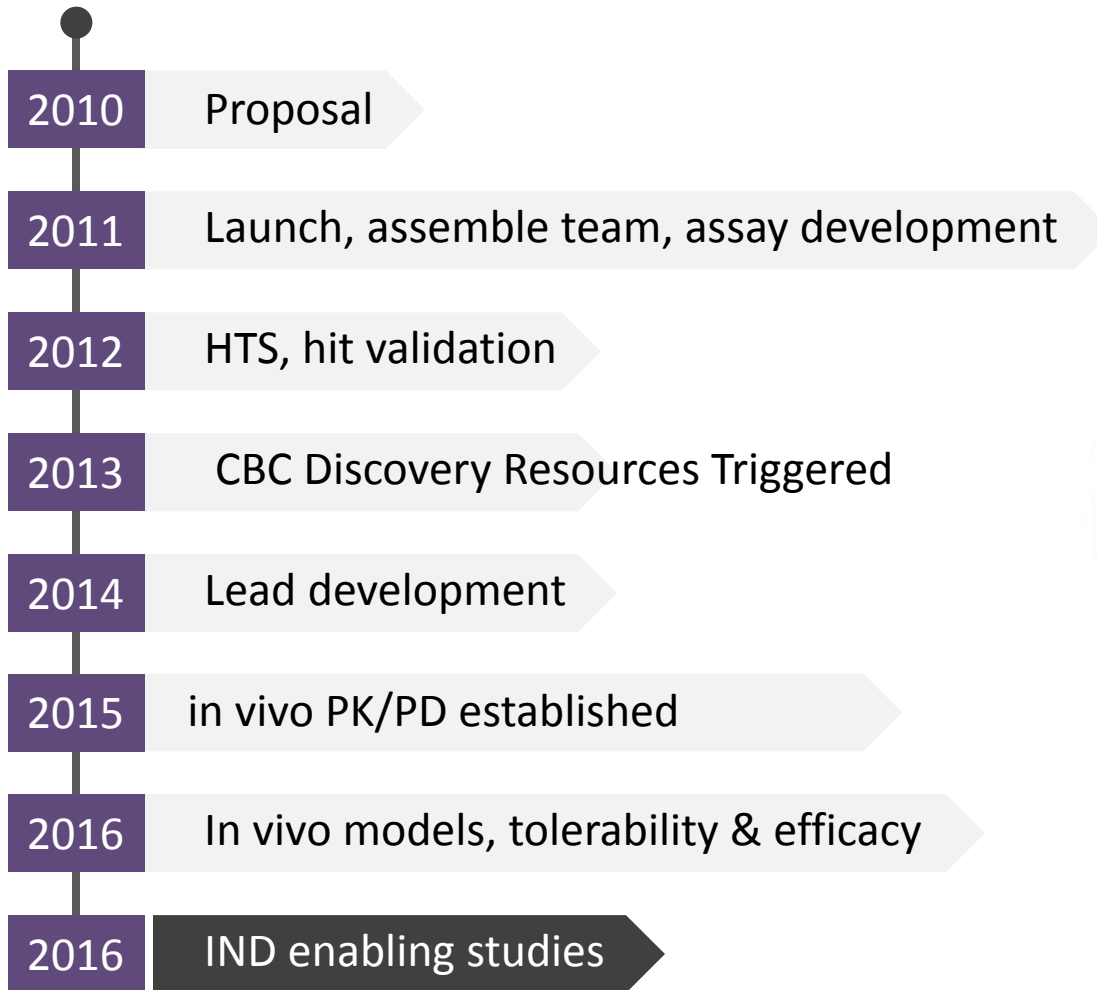 2010 Proposal
2011 Launch, assemble team, assay development
2012 HTS, hit validation
2013 CBC Discovery Resources Triggered
2014 Lead development
2015 in vivo PK/PD established
2016 In vivo models, tolerability & efficacy
2016 IND enabling studies